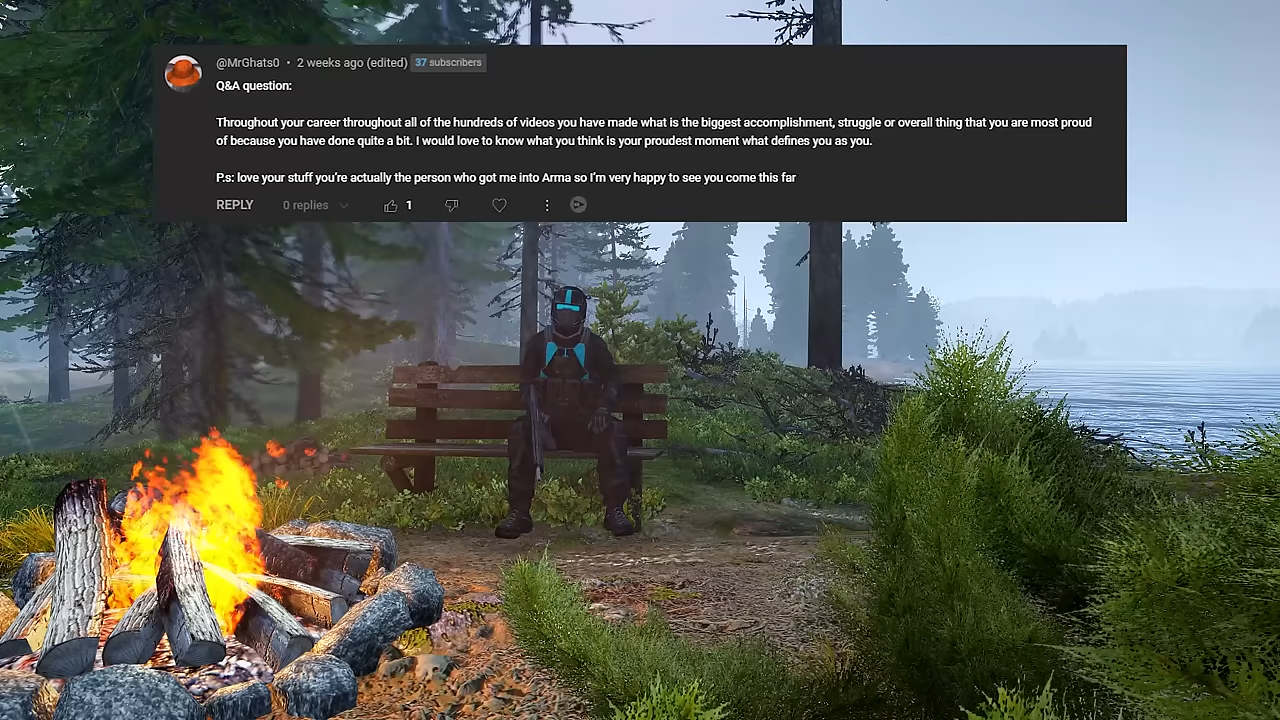 @MrGhats0 • 2 weeks ago (edited) 37 subscribers
Q&A question:
Throughout your career throughout all of the hundreds of videos you have made what is the biggest accomplishment, struggle or overall thing that you are most proud
of because you have done quite a bit. I would love to know what you think is your proudest moment what defines you as you.
P.s: love your stuff you're actually the person who got me into Arma so I'm very happy to see you come this far
REPLY 0 replies 1